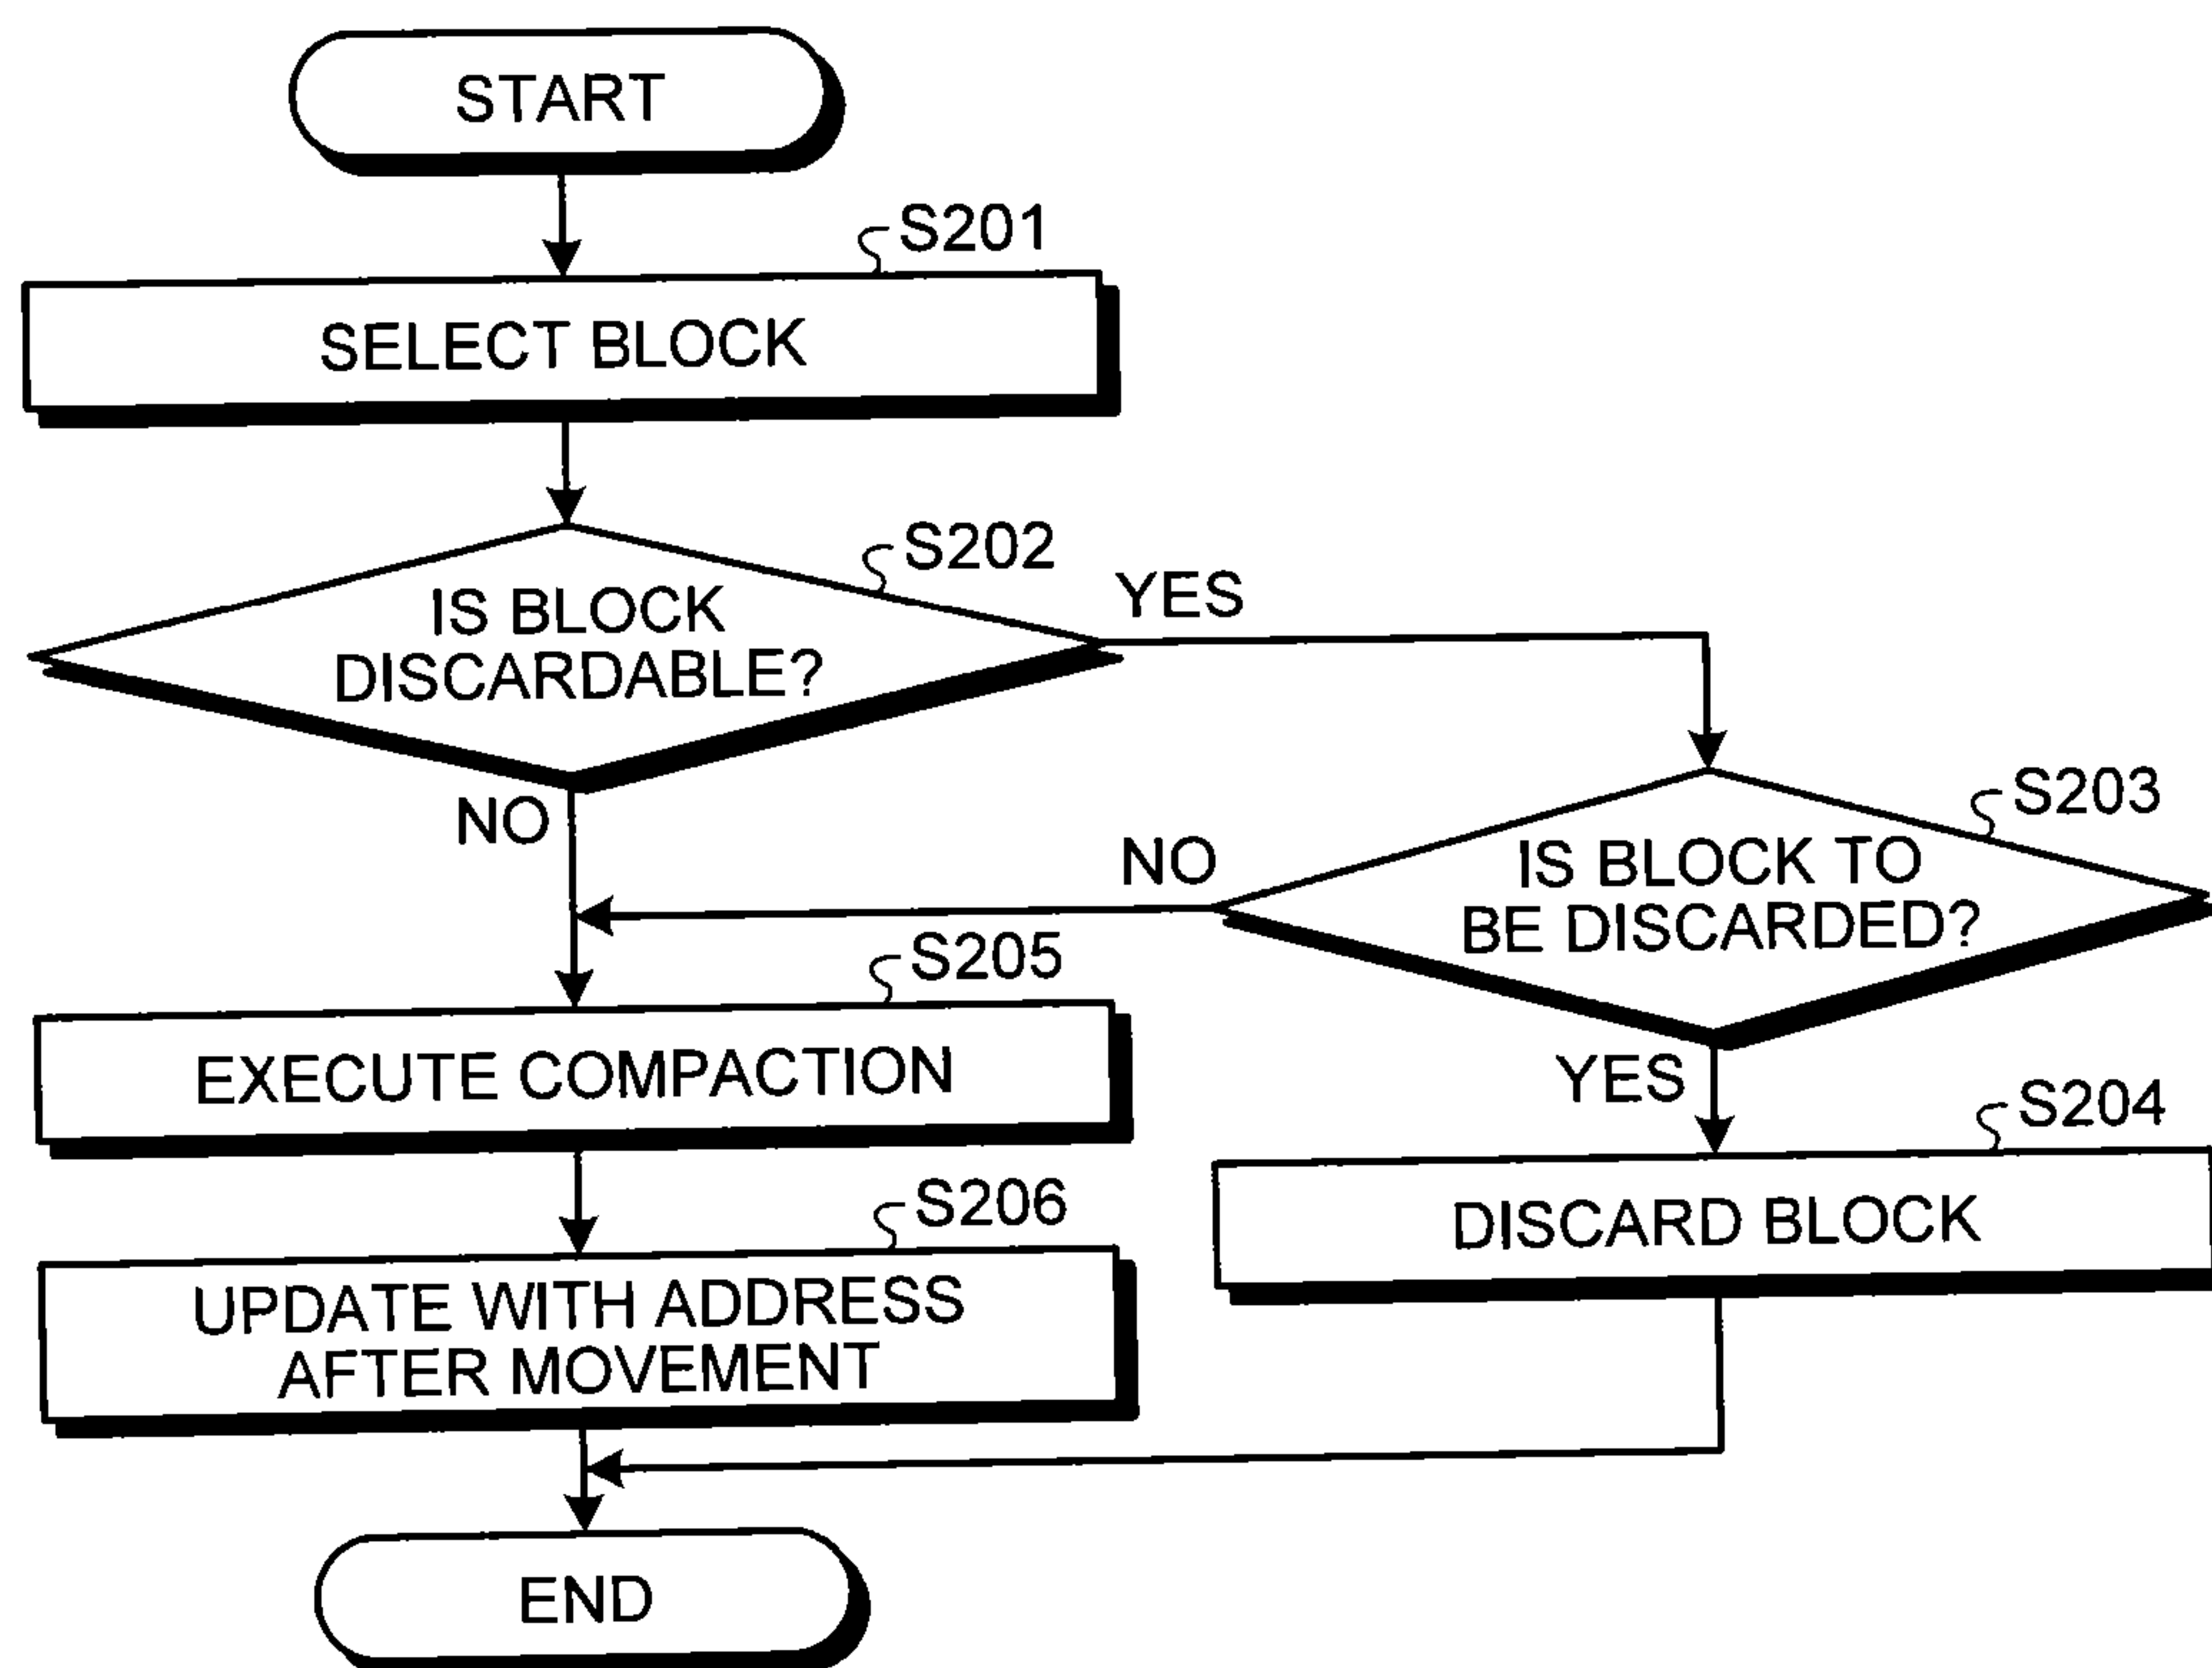 START
S201
SELECT BLOCK
S202
IS BLOCK
DISCARDABLE?
YES
NO
S203
IS BLOCK TO
BE DISCARDED?
NO
YES
S205
EXECUTE COMPACTION
S204
DISCARD BLOCK
S206
UPDATE WITH ADDRESS
AFTER MOVEMENT
END